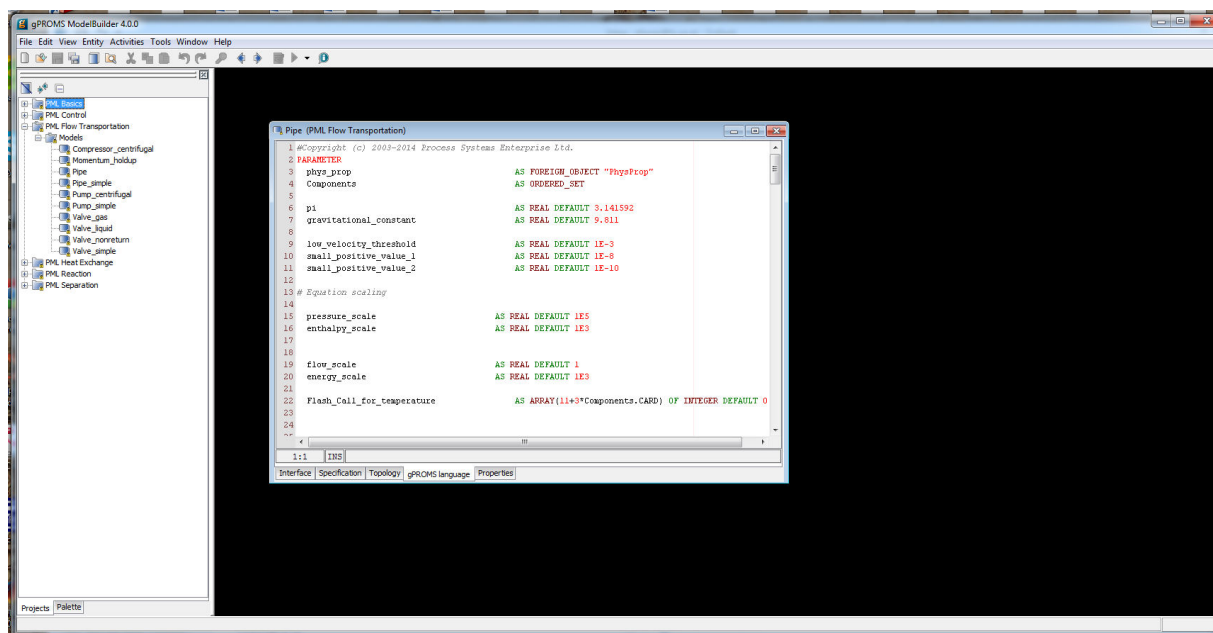 gPROMS ModelBuilder 4.0.0
File Edit View Entity Activities Tools Window Help
PML Basics
PML Control
PML Flow Transportation
Models
Compressor_centrifugal
Momentum_holdup
Pipe
Pipe_simple
Pump_centrifugal
Pump_simple
Valve_gas
Valve_liquid
Valve_nonreturn
Valve_simple
PML Heat Exchange
PML Reaction
PML Separation
Projects Palette
Pipe (PML Flow Transportation)
1 #Copyright (c) 2003-2014 Process Systems Enterprise Ltd.
2 PARAMETER
3 phys_prop AS FOREIGN_OBJECT "PhysProp"
4 Components AS ORDERED_SET
5
6 pi AS REAL DEFAULT 3.141592
7 gravitational_constant AS REAL DEFAULT 9.811
8
9 low_velocity_threshold AS REAL DEFAULT 1E-3
10 small_positive_value_1 AS REAL DEFAULT 1E-8
11 small_positive_value_2 AS REAL DEFAULT 1E-10
12
13 # Equation scaling
14
15 pressure_scale AS REAL DEFAULT 1E5
16 enthalpy_scale AS REAL DEFAULT 1E3
17
18
19 flow_scale AS REAL DEFAULT 1
20 energy_scale AS REAL DEFAULT 1E3
21
22 Flash_Call_for_temperature AS ARRAY(11+3*Components.CARD) OF INTEGER DEFAULT 0
23
24
1:1 INS
Interface Specification Topology gPROMS language Properties